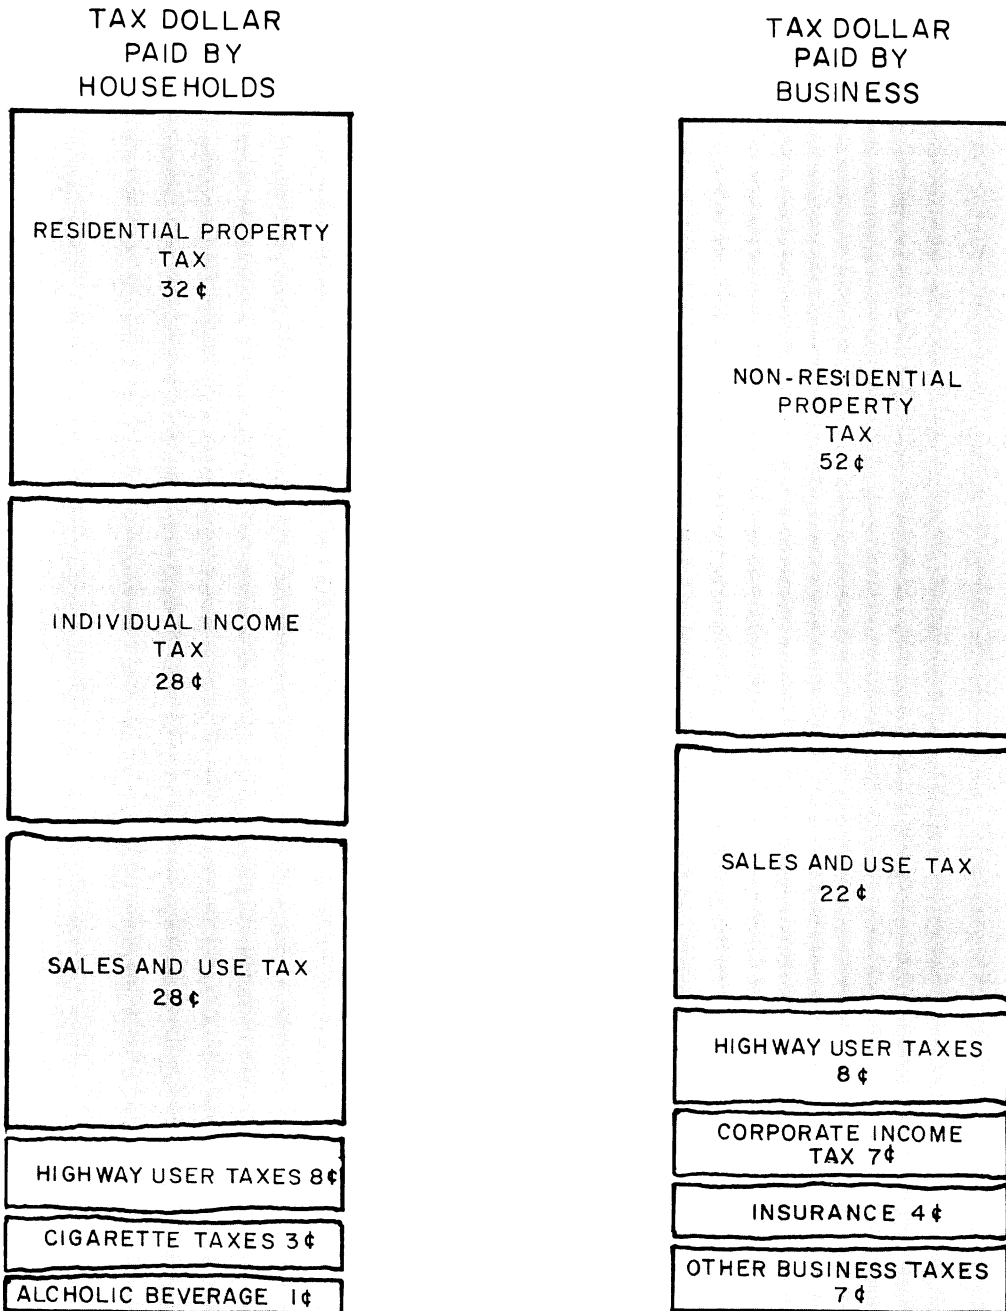 TAX DOLLAR
PAID BY
HOUSEHOLDS
RESIDENTIAL PROPERTY
TAX
32¢
INDIVIDUAL INCOME
TAX
28¢
SALES AND USE TAX
28¢
HIGHWAY USER TAXES 8¢
CIGARETTE TAXES 3¢
ALCHOLIC BEVERAGE 1¢
TAX DOLLAR
PAID BY
BUSINESS
NON-RESIDENTIAL
PROPERTY
TAX
52¢
SALES AND USE TAX
22¢
HIGHWAY USER TAXES
8¢
CORPORATE INCOME
TAX 7¢
INSURANCE 4¢
OTHER BUSINESS TAXES
7¢